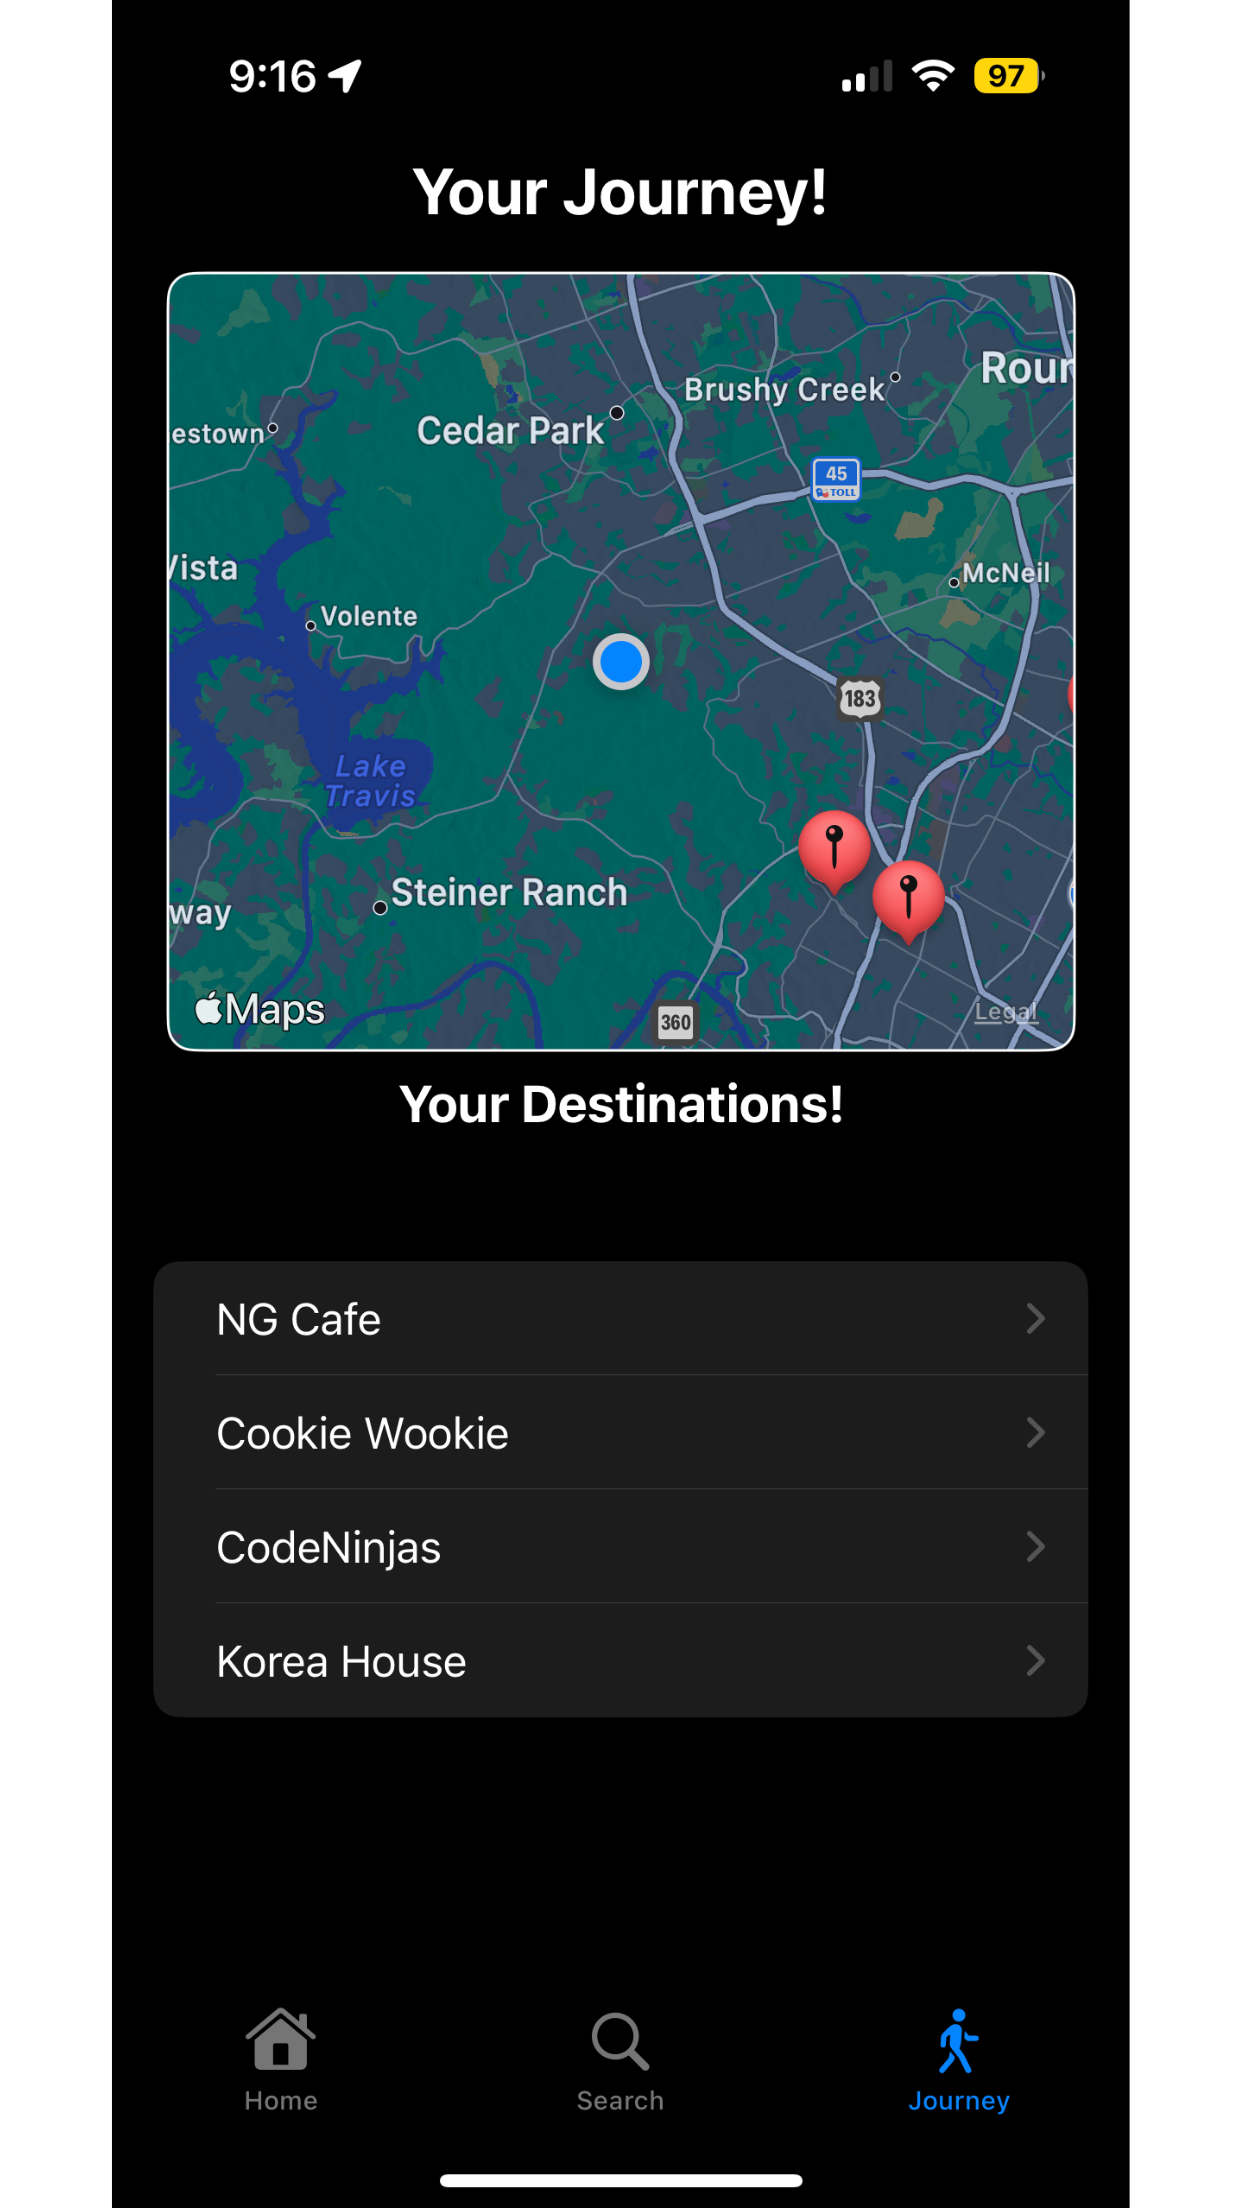 9:16
97
Your Journey!
Rour
Brushy Creek
Cedar Park
estown
45
TOLL
Vista
McNeil
Volente
183
Lake
Travis
Steiner Ranch
way
Maps
Legal
360
Your Destinations!
NG Cafe
Cookie Wookie
CodeNinjas
Korea House
Home
Search
Journey